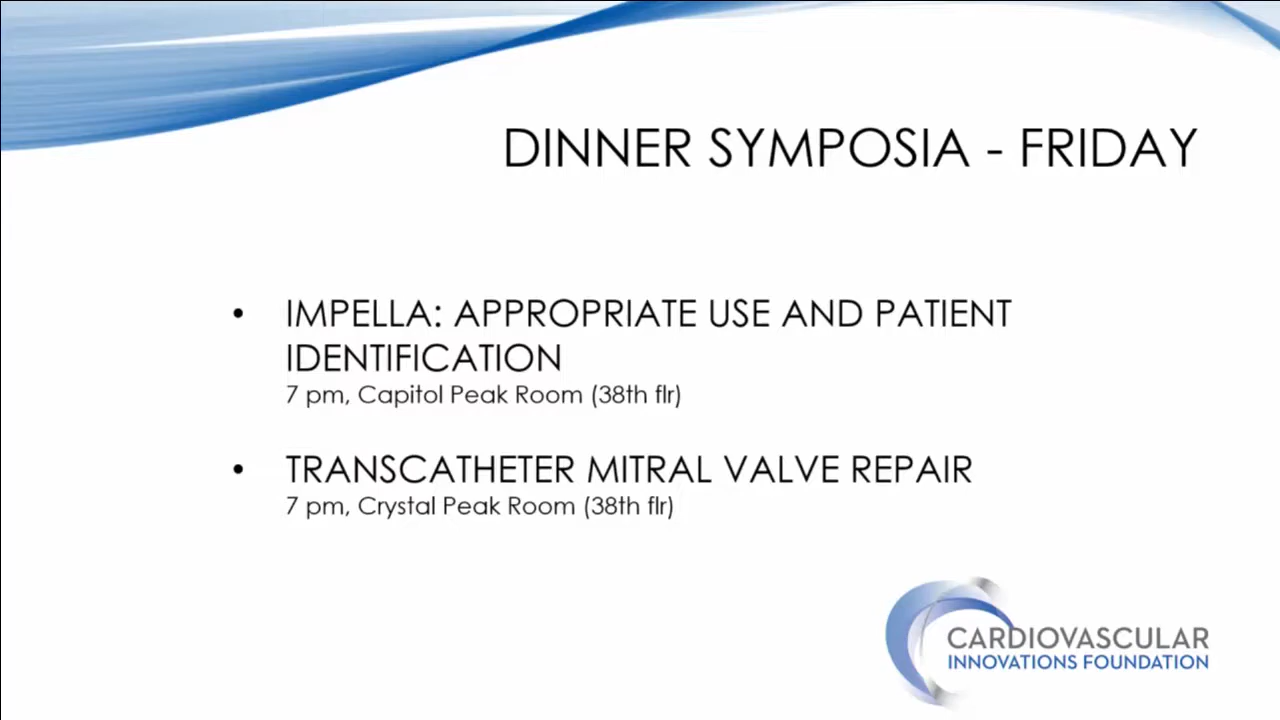 DINNER SYMPOSIA - FRIDAY
• IMPELLA: APPROPRIATE USE AND PATIENT
IDENTIFICATION
7 pm, Capitol Peak Room (38th flr)
• TRANSCATHETER MITRAL VALVE REPAIR
7 pm, Crystal Peak Room (38th flr)
CARDIOVASCULAR
INNOVATIONS FOUNDATION